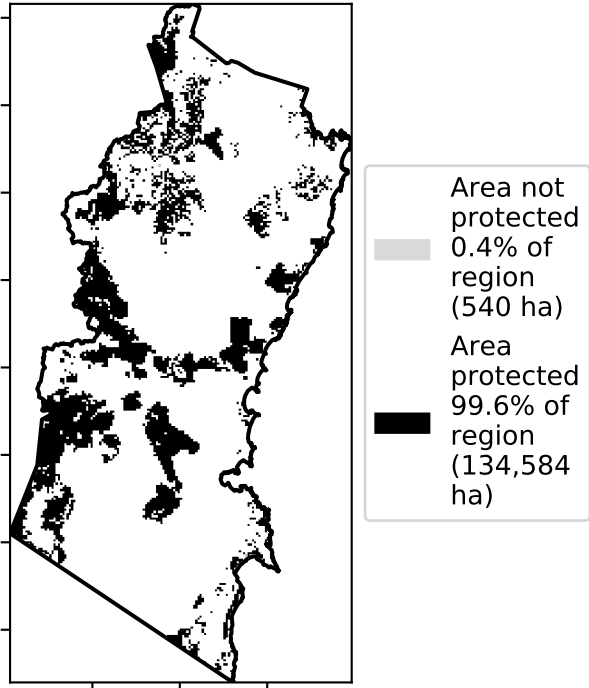 Area not
protected
0.4% of
region
(540 ha)
Area
protected
99.6% of
region
(134,584
ha)